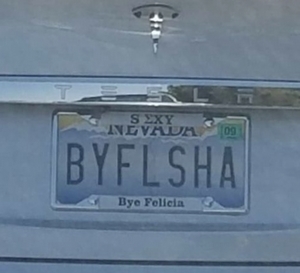 TESLA
SEXY
NEVADA
09
BYFLSHA
Bye Felicia